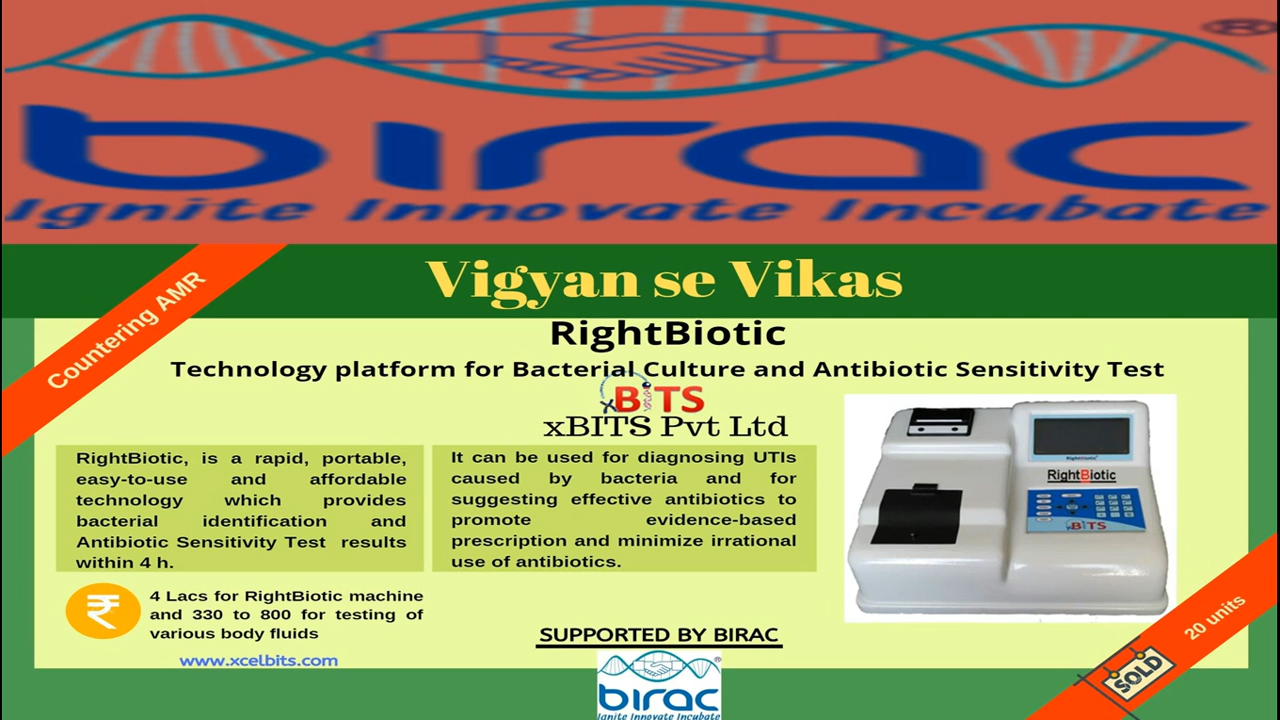 ®
birac
Ignite Innovate Incubate
Countering AMR
Vigyan se Vikas
RightBiotic
Technology platform for Bacterial Culture and Antibiotic Sensitivity Test
xBITS
xBITS Pvt Ltd
RightBiotic, is a rapid, portable,
easy-to-use and affordable
technology which provides
bacterial identification and
Antibiotic Sensitivity Test results
within 4 h.
It can be used for diagnosing UTIs
caused by bacteria and for
suggesting effective antibiotics to
promote evidence-based
prescription and minimize irrational
use of antibiotics.
RightBiotic
RightBiotic
xBITS
₹
4 Lacs for RightBiotic machine
and 330 to 800 for testing of
various body fluids
www.xcelbits.com
SUPPORTED BY BIRAC
®
birac
Ignite Innovate Incubate
20 units
SOLD